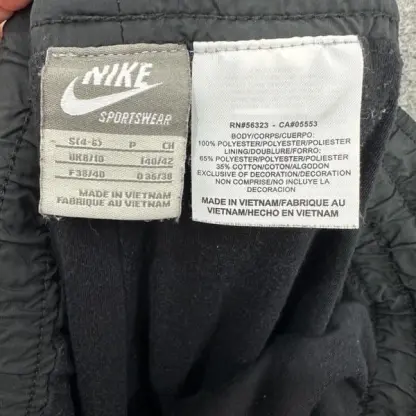 NIKE
SPORTSWEAR
S(4-6) P CH
UK8/10 140/42
F38/40 D36/38
MADE IN VIETNAM
FABRIQUÉ AU VIETNAM
RN#56323 - CA#05553
BODY/CORPS/CUERPO:
100% POLYESTER/POLYESTER/POLIESTER
LINING/DOUBLURE/FORRO:
65% POLYESTER/POLYESTER/POLIESTER
35% COTTON/COTON/ALGODON
EXCLUSIVE OF DECORATION/DECORATION
NON COMPRISE/NO INCLUYE LA
DECORACION
MADE IN VIETNAM/FABRIQUE AU
VIETNAM/HECHO EN VIETNAM